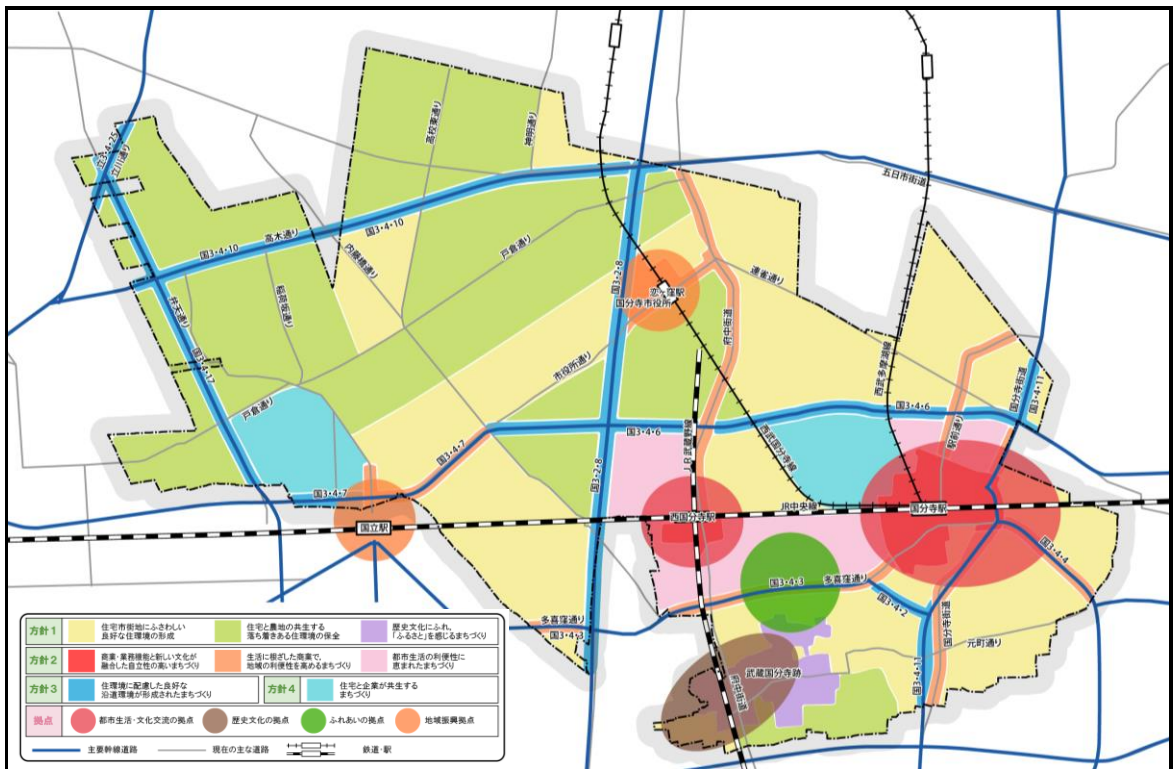 立3・4・25
立川通り
高校東通り
神明通り
五日市街道
国3・4・10
高木通り
国3・4・10
内藤橋通り
戸倉通り
国3・2・8
恋ヶ窪駅
国分寺市役所
連雀通り
府中街道
弁天通り
稲荷坂通り
国3・4・17
市役所通り
西武多摩湖線
国分寺街道
国3・4・11
戸倉通り
国3・4・6
国3・4・6
駅前通り
国3・4・7
JR武蔵野線
西武国分寺線
国3・2・8
国3・4・7
国立駅
西国分寺駅
JR中央線
国分寺駅
国3・4・4
国3・4・3
多喜窪通り
国3・4・2
多喜窪通り
国3・4・3
国分寺街道
元町通り
国3・4・11
武蔵国分寺跡
府中街道
方針1
住宅市街地にふさわしい
良好な住環境の形成
住宅と農地の共生する
落ち着きある住環境の保全
歴史文化にふれ、
「ふるさと」を感じるまちづくり
方針2
商業・業務機能と新しい文化が
融合した自立性の高いまちづくり
生活に根ざした商業で、
地域の利便性を高めるまちづくり
都市生活の利便性に
恵まれたまちづくり
方針3
住環境に配慮した良好な
沿道環境が形成されたまちづくり
方針4
住宅と企業が共生する
まちづくり
拠点
都市生活・文化交流の拠点
歴史文化の拠点
ふれあいの拠点
地域振興拠点
主要幹線道路
現在の主な道路
鉄道・駅